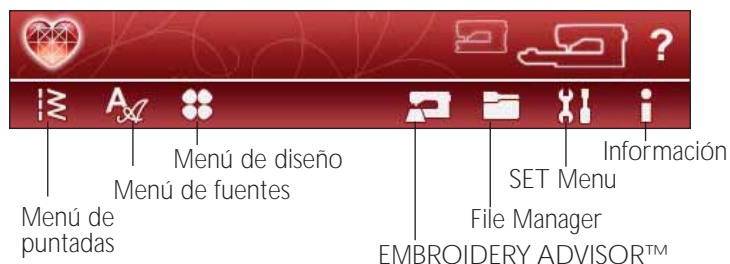 ?
Menú de diseño
Información
Menú de fuentes
SET Menu
Menú de
puntadas
File Manager
EMBROIDERY ADVISOR™